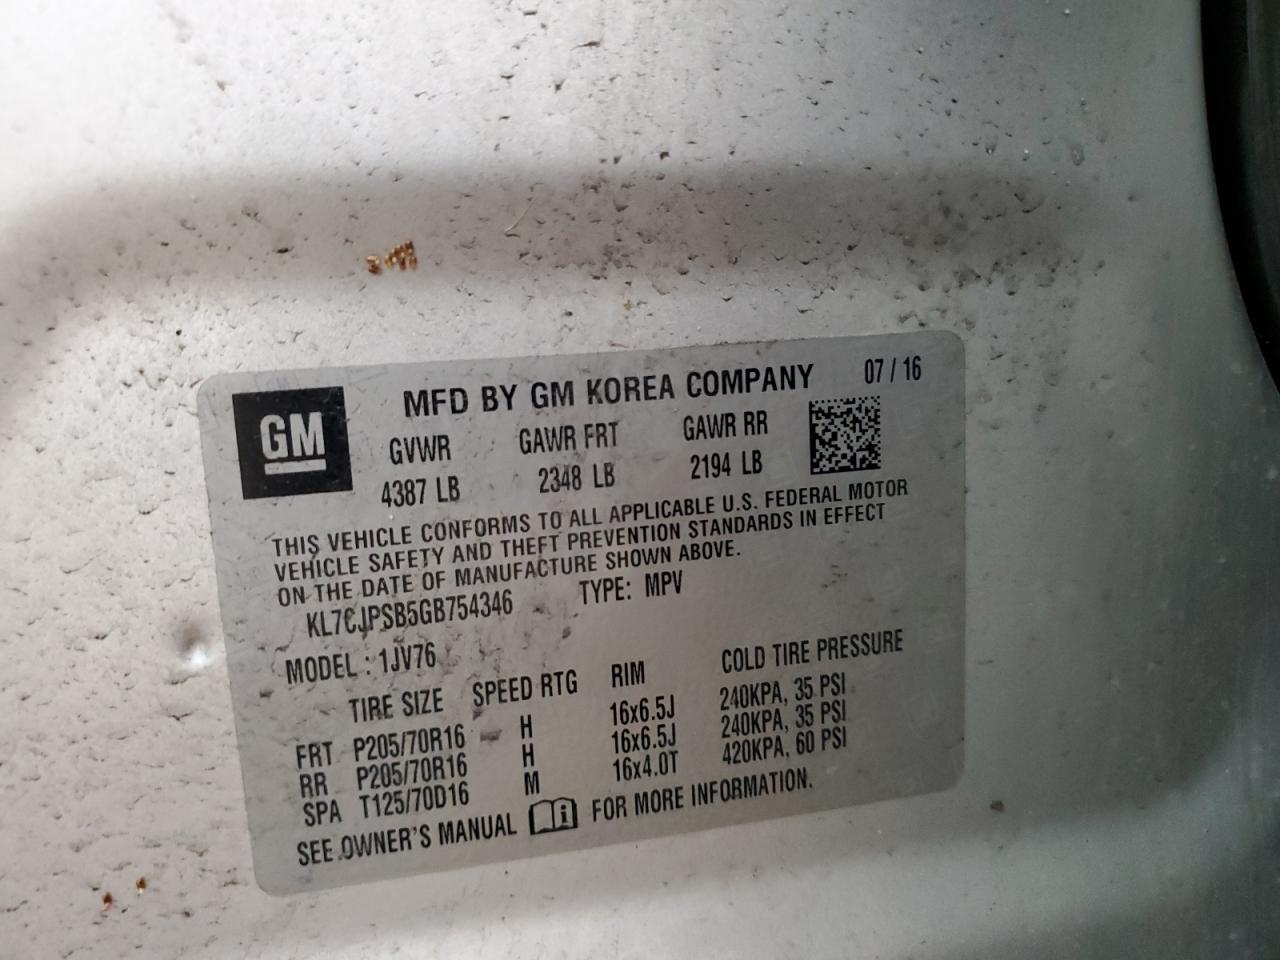 MFD BY GM KOREA COMPANY 07 / 16
GM
GVWR GAWR FRT GAWR RR
4387 LB 2348 LB 2194 LB
THIS VEHICLE CONFORMS TO ALL APPLICABLE U.S. FEDERAL MOTOR
VEHICLE SAFETY AND THEFT PREVENTION STANDARDS IN EFFECT
ON THE DATE OF MANUFACTURE SHOWN ABOVE.
KL7CJPSB5GB754346 TYPE: MPV
MODEL : 1JV76
TIRE SIZE SPEED RTG RIM COLD TIRE PRESSURE
FRT P205/70R16 H 16x6.5J 240KPA, 35 PSI
RR P205/70R16 H 16x6.5J 240KPA, 35 PSI
SPA T125/70D16 M 16x4.0T 420KPA, 60 PSI
SEE OWNER'S MANUAL FOR MORE INFORMATION.